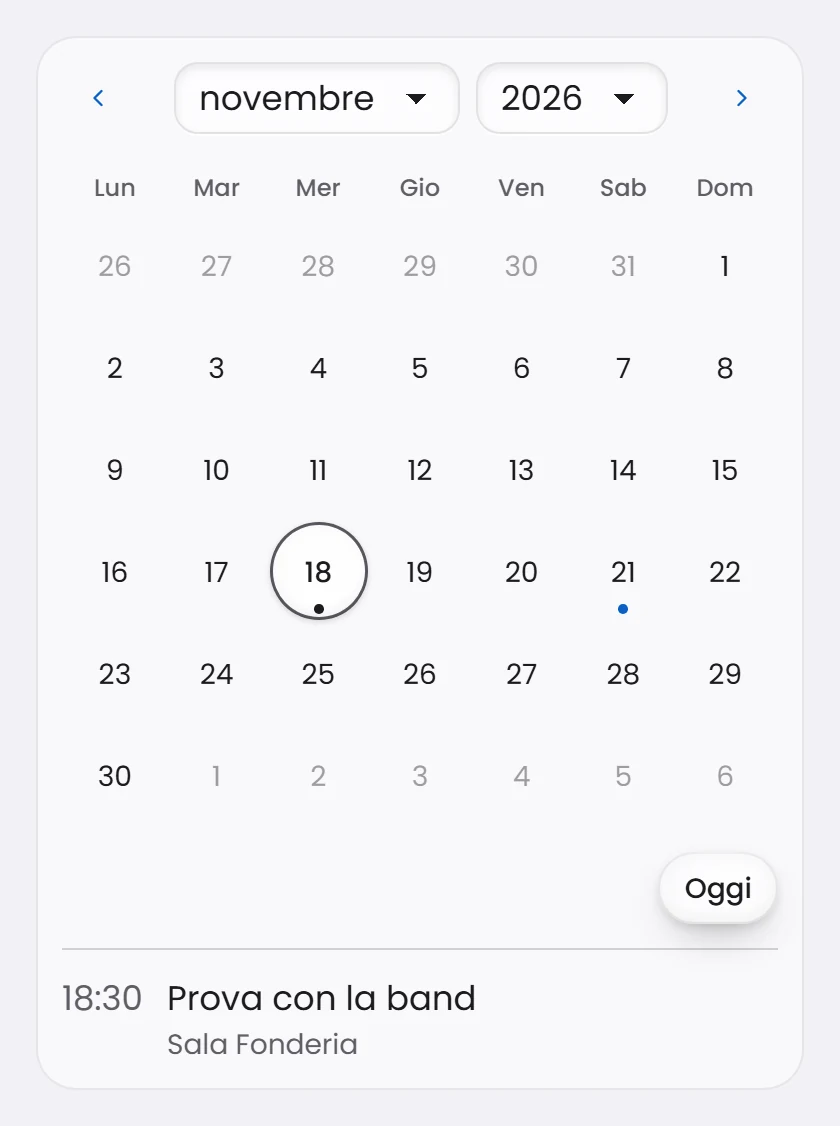 novembre 2026
Lun Mar Mer Gio Ven Sab Dom
26 27 28 29 30 31 1
2 3 4 5 6 7 8
9 10 11 12 13 14 15
16 17 18 19 20 21 22
23 24 25 26 27 28 29
30 1 2 3 4 5 6
Oggi
18:30 Prova con la band
Sala Fonderia